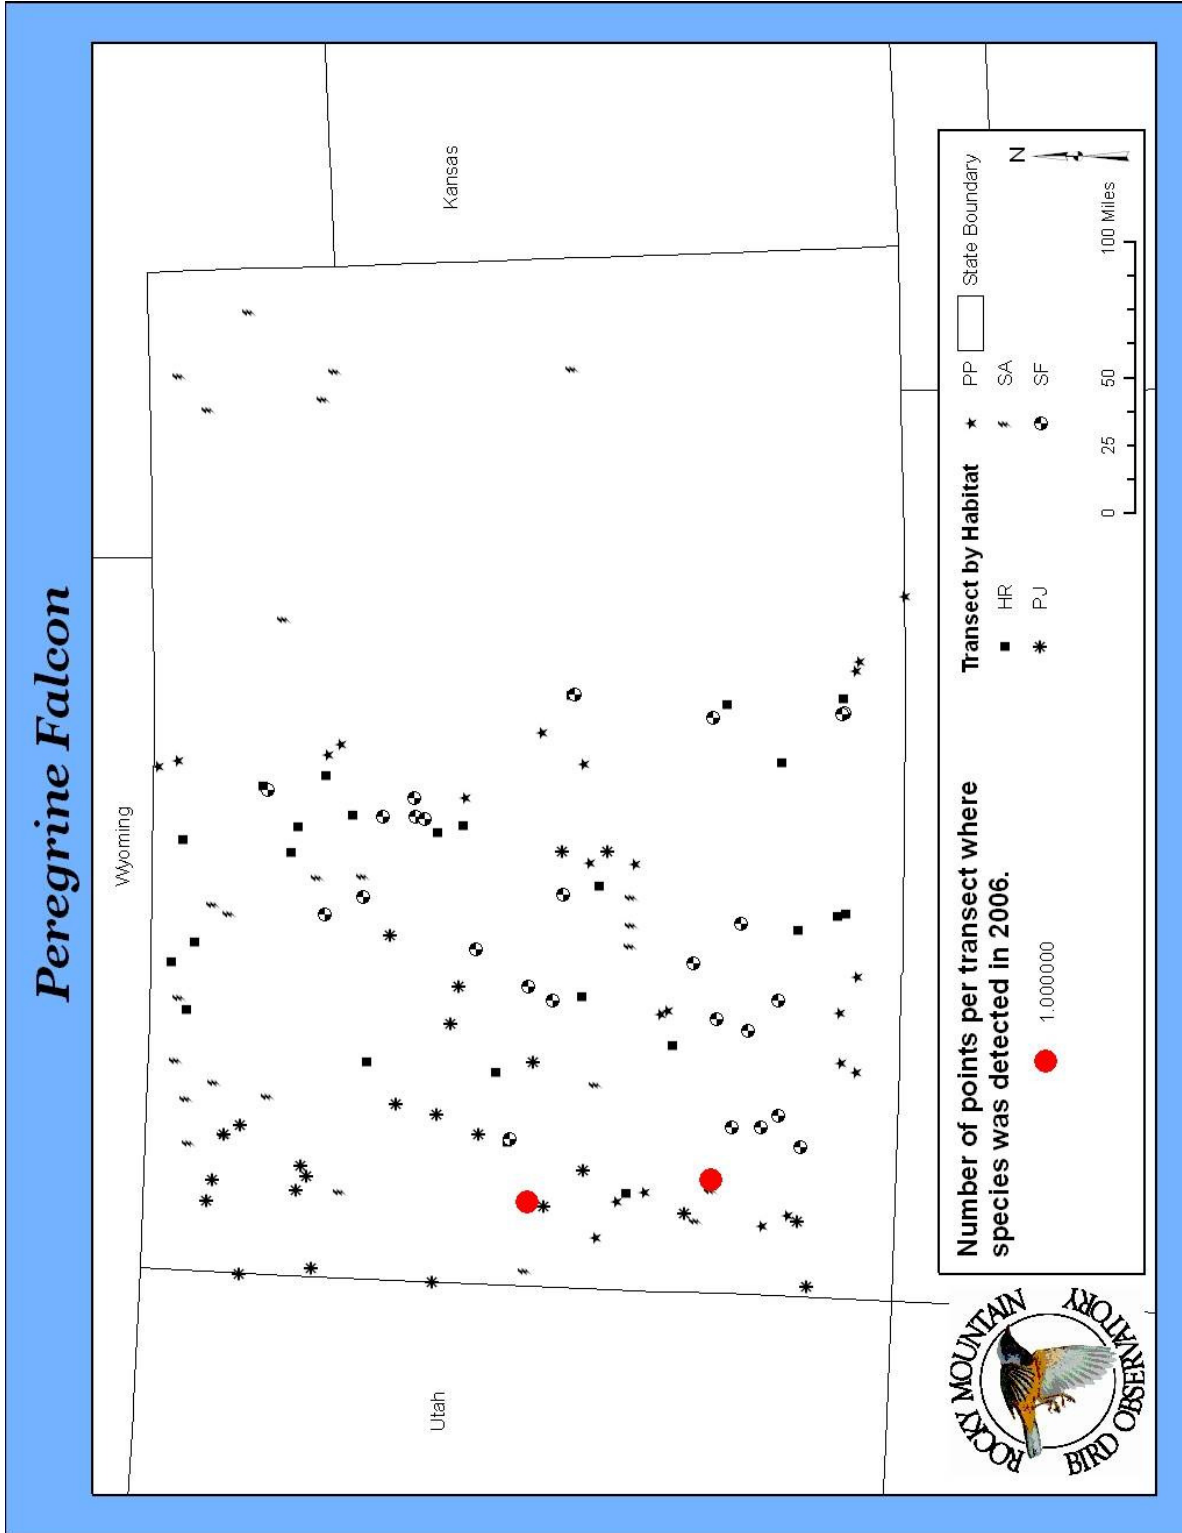 Peregrine Falcon
Wyoming
Utah
Kansas
Number of points per transect where
species was detected in 2006.
1.000000
Transect by Habitat
HR
PJ
PP
SA
SF
State Boundary
N
0 25 50 100 Miles
ROCKY MOUNTAIN
BIRD OBSERVATORY